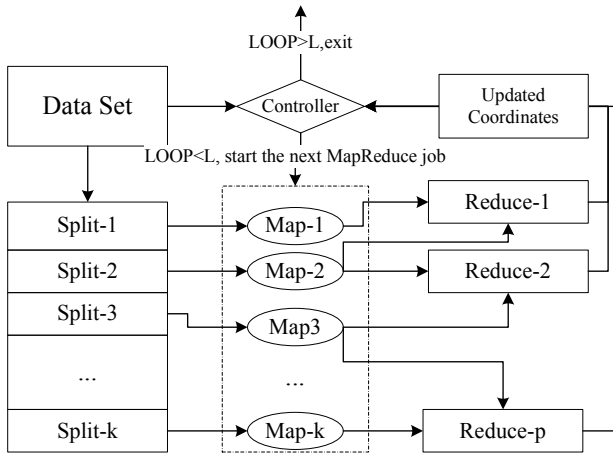 LOOP>L,exit
Data Set
Controller
Updated
Coordinates
LOOP<L, start the next MapReduce job
Split-1
Map-1
Reduce-1
Split-2
Map-2
Reduce-2
Split-3
Map3
...
...
Split-k
Map-k
Reduce-p